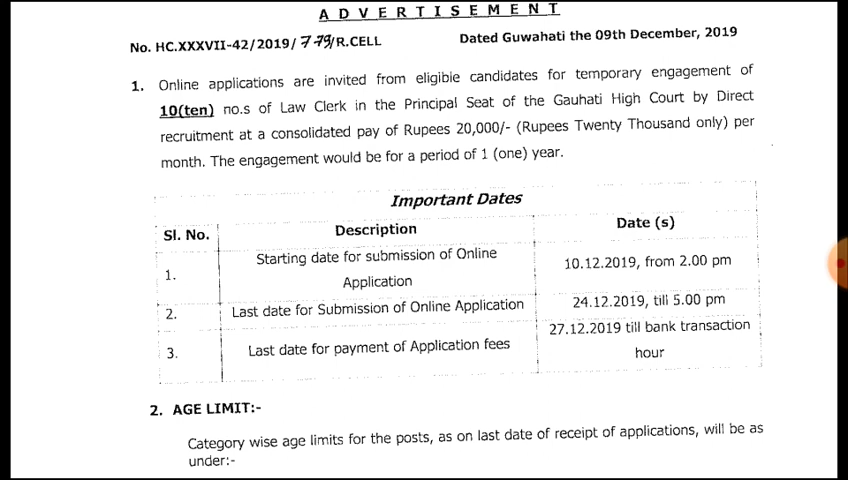 A D V E R T I S E M E N T
No. HC.XXXVII-42/2019/779/R.CELL Dated Guwahati the 09th December, 2019
1. Online applications are invited from eligible candidates for temporary engagement of
10(ten) no.s of Law Clerk in the Principal Seat of the Gauhati High Court by Direct
recruitment at a consolidated pay of Rupees 20,000/- (Rupees Twenty Thousand only) per
month. The engagement would be for a period of 1 (one) year.
Important Dates
Sl. No. Description Date (s)
1. Starting date for submission of Online
Application 10.12.2019, from 2.00 pm
2. Last date for Submission of Online Application 24.12.2019, till 5.00 pm
3. Last date for payment of Application fees 27.12.2019 till bank transaction
hour
2. AGE LIMIT:-
Category wise age limits for the posts, as on last date of receipt of applications, will be as
under:-